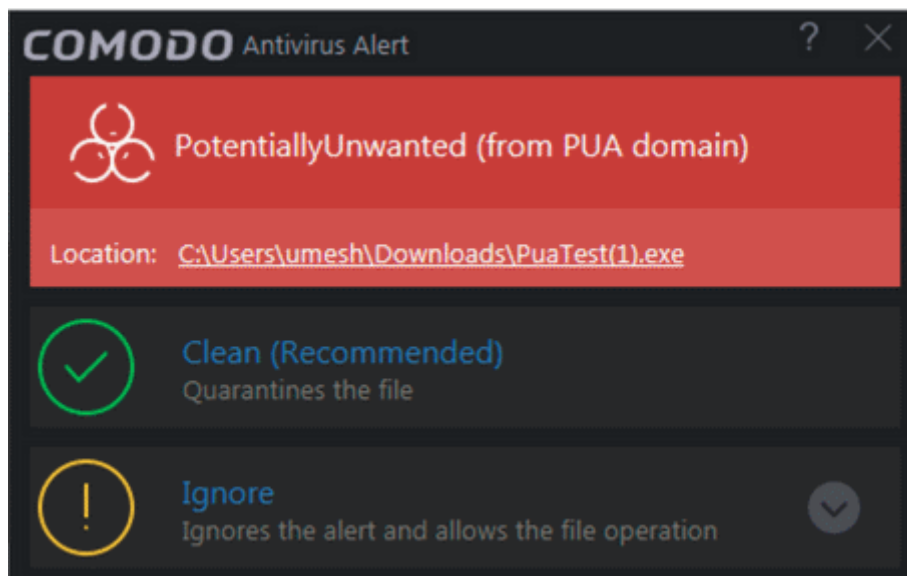 COMODO Antivirus Alert ?
PotentiallyUnwanted (from PUA domain)
Location: C:\Users\umesh\Downloads\PuaTest(1).exe
Clean (Recommended)
Quarantines the file
Ignore
Ignores the alert and allows the file operation